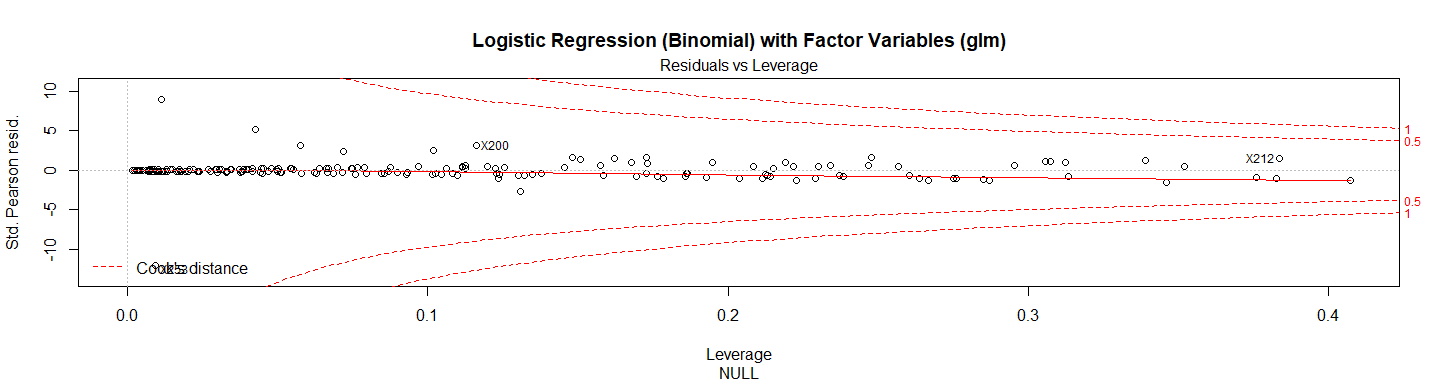 Logistic Regression (Binomial) with Factor Variables (glm)
Residuals vs Leverage
Std. Pearson resid.
10
5
0
-5
-10
X200
X212
1
0.5
0.5
1
Cook's distance
0.0 0.1 0.2 0.3 0.4
Leverage
NULL